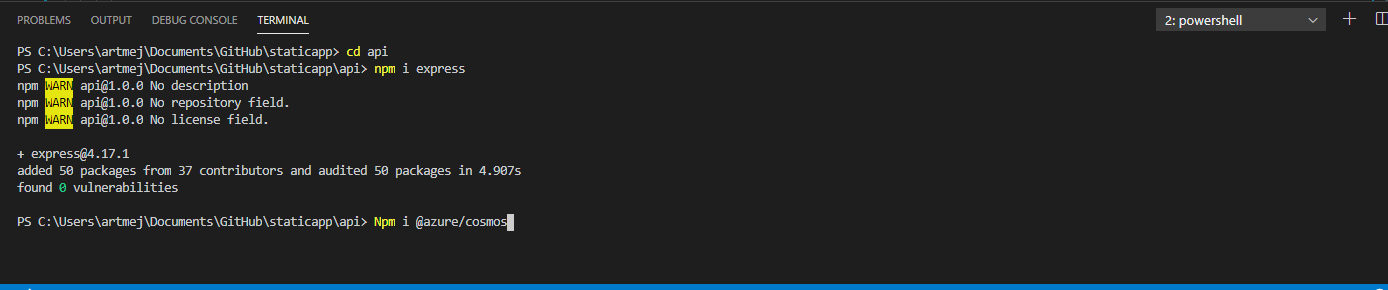 PROBLEMS OUTPUT DEBUG CONSOLE TERMINAL 2: powershell
PS C:\Users\artmej\Documents\GitHub\staticapp> cd api
PS C:\Users\artmej\Documents\GitHub\staticapp\api> npm i express
npm WARN api@1.0.0 No description
npm WARN api@1.0.0 No repository field.
npm WARN api@1.0.0 No license field.
+ express@4.17.1
added 50 packages from 37 contributors and audited 50 packages in 4.907s
found 0 vulnerabilities
PS C:\Users\artmej\Documents\GitHub\staticapp\api> Npm i @azure/cosmos